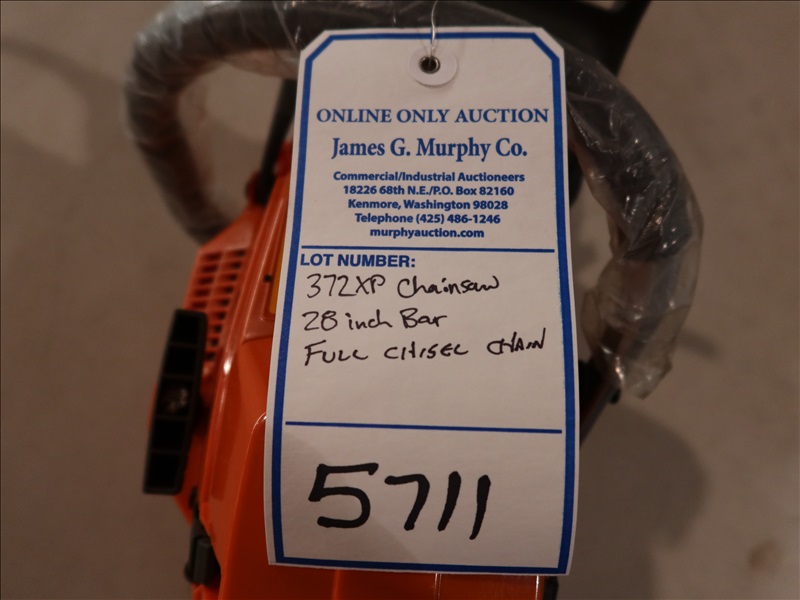 ONLINE ONLY AUCTION
James G. Murphy Co.
Commercial/Industrial Auctioneers
18226 68th N.E./P.O. Box 82160
Kenmore, Washington 98028
Telephone (425) 486-1246
murphyauction.com
LOT NUMBER:
372XP Chainsaw
28 inch Bar
FULL CHISEL CHAIN
5711